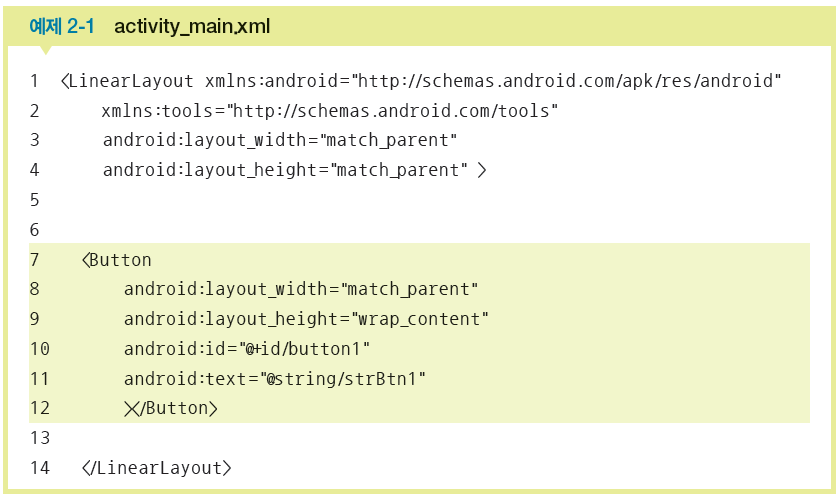 예제 2-1 activity_main.xml
1 <LinearLayout xmlns:android="http://schemas.android.com/apk/res/android"
2 xmlns:tools="http://schemas.android.com/tools"
3 android:layout_width="match_parent"
4 android:layout_height="match_parent" >
5
6
7 <Button
8 android:layout_width="match_parent"
9 android:layout_height="wrap_content"
10 android:id="@+id/button1"
11 android:text="@string/strBtn1"
12 ></Button>
13
14 </LinearLayout>